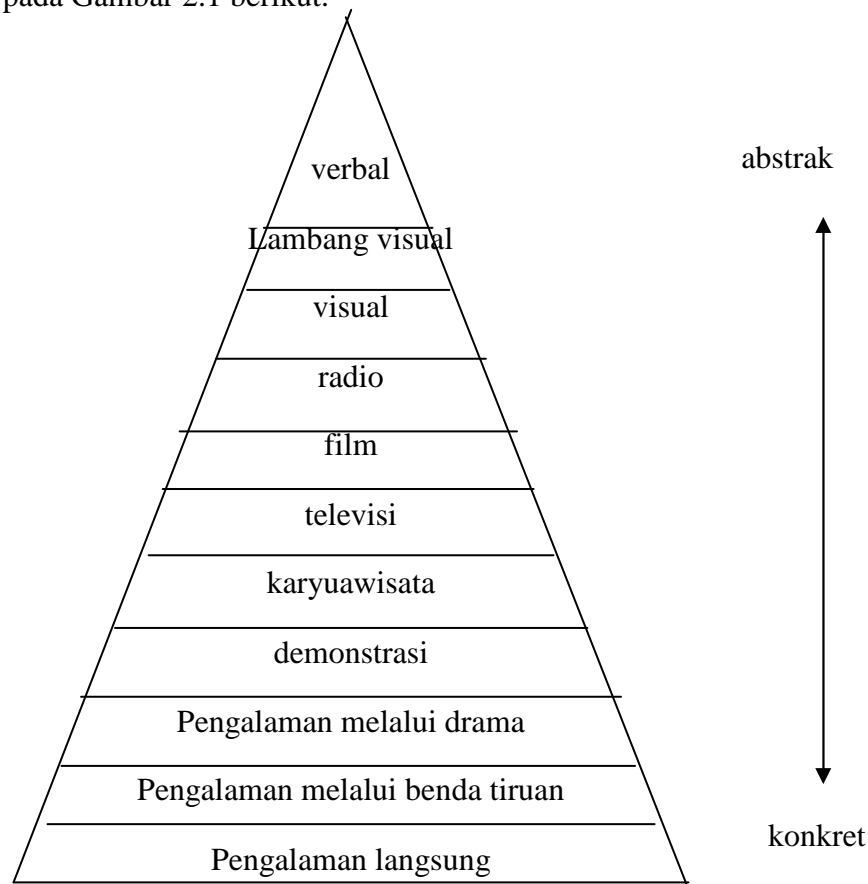 pada Gambar 2.1 berikut.
abstrak
verbal
Lambang visual
visual
radio
film
televisi
karyuawisata
demonstrasi
Pengalaman melalui drama
Pengalaman melalui benda tiruan
konkret
Pengalaman langsung